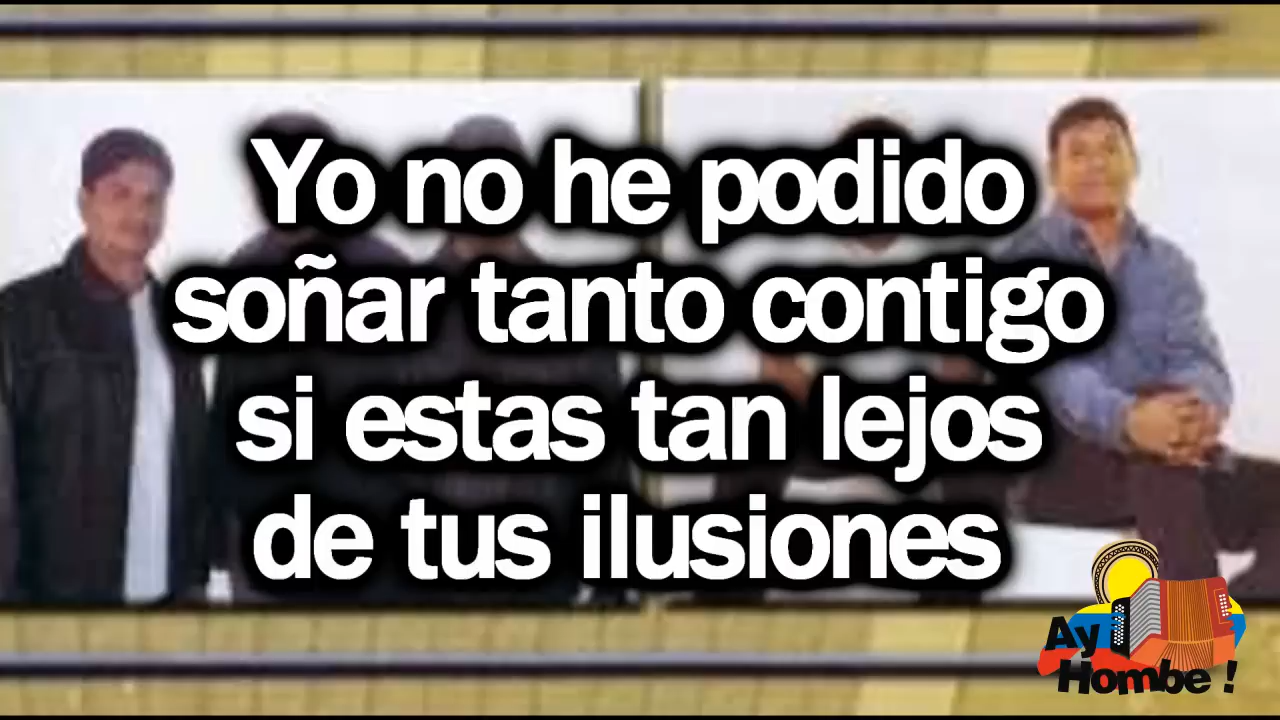 Yo no he podido
soñar tanto contigo
si estas tan lejos
de tus ilusiones
Ay
Hombe !